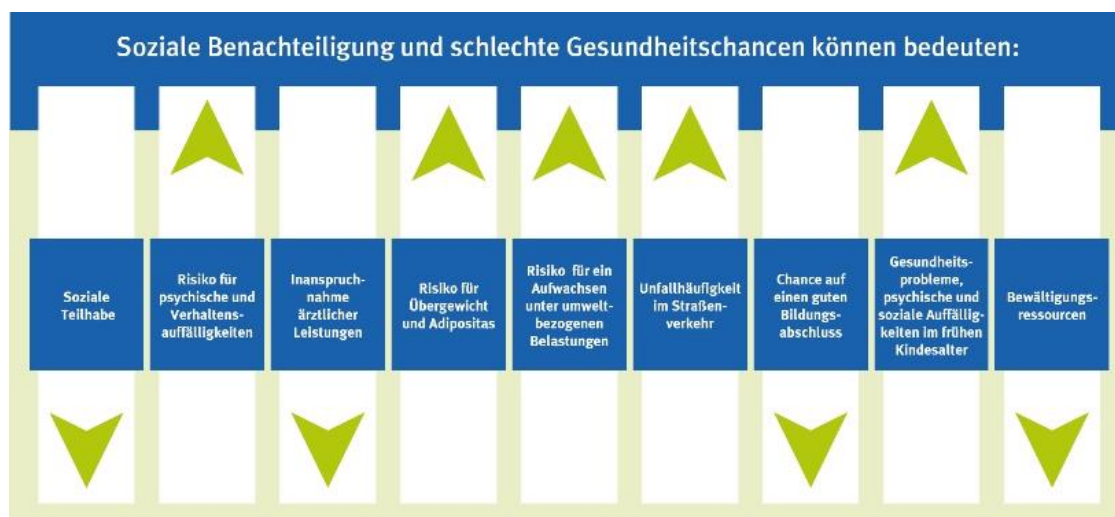 Soziale Benachteiligung und schlechte Gesundheitschancen können bedeuten:
Soziale
Teilhabe
Risiko für
psychische und
Verhaltens-
auffälligkeiten
Inanspruch-
nahme
ärztlicher
Leistungen
Risiko für
Übergewicht
und Adipositas
Risiko für ein
Aufwachsen
unter umwelt-
bezogenen
Belastungen
Unfallhäufigkeit
im Straßen-
verkehr
Chance auf
einen guten
Bildungs-
abschluss
Gesundheits-
probleme,
psychische und
soziale Auffällig-
keiten im frühen
Kindesalter
Bewältigungs-
ressourcen